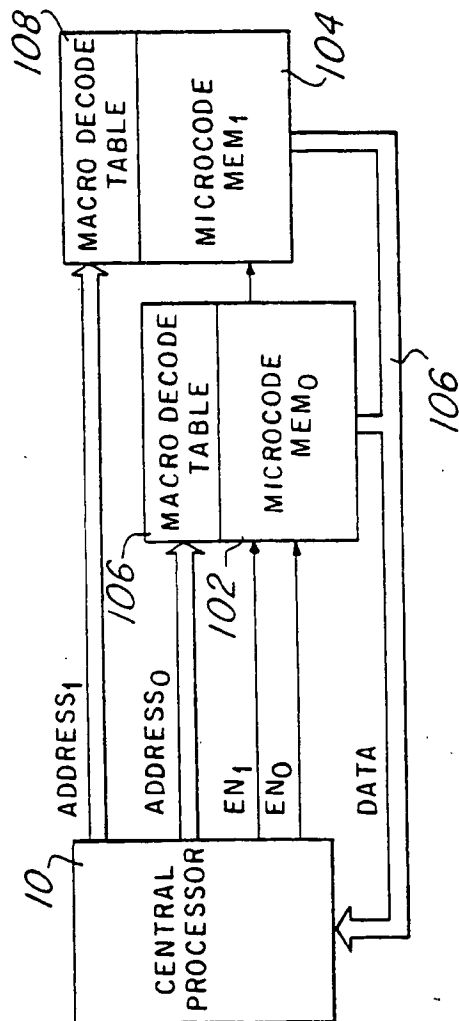 10
CENTRAL
PROCESSOR
ADDRESS1
ADDRESS0
EN1
EN0
DATA
106
MACRO DECODE
TABLE
102
MICROCODE
MEM0
108
MACRO DECODE
TABLE
MICROCODE
MEM1
104
106